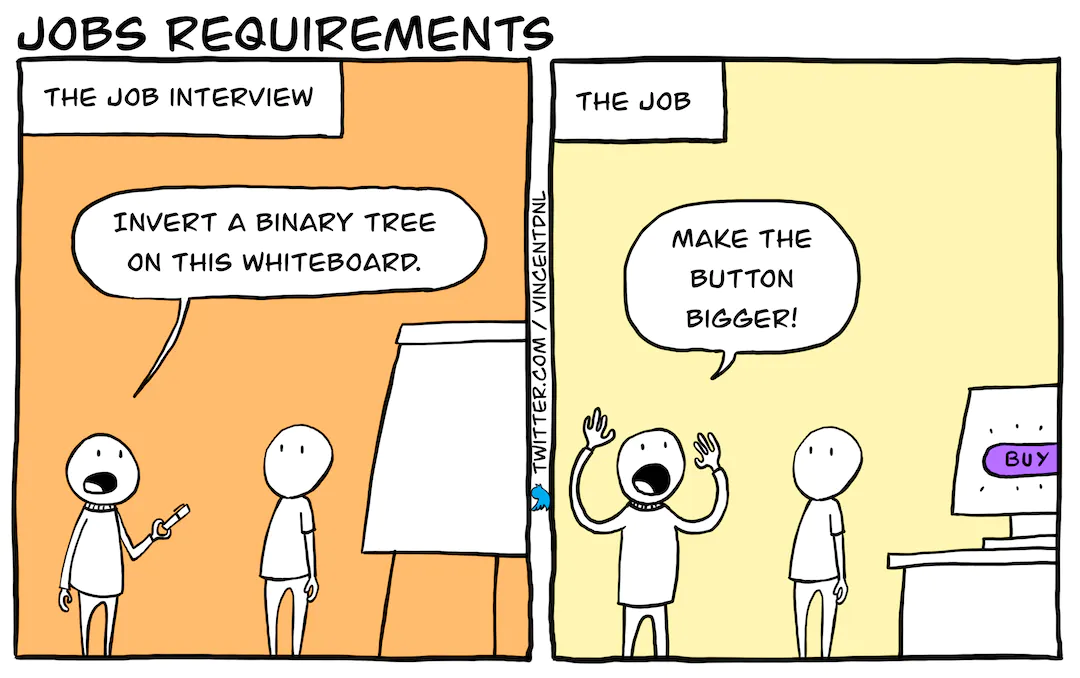 JOBS REQUIREMENTS
THE JOB INTERVIEW
INVERT A BINARY TREE
ON THIS WHITEBOARD.
TWITTER.COM / VINCENTDNL
THE JOB
MAKE THE
BUTTON
BIGGER!
BUY